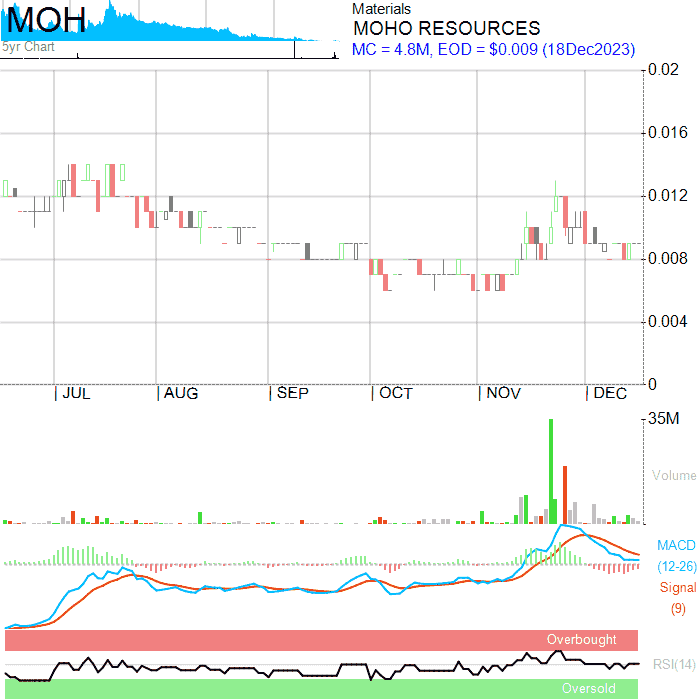 MOH
5yr Chart
Materials
MOHO RESOURCES
MC = 4.8M, EOD = $0.009 (18Dec2023)
0.02
0.016
0.012
0.008
0.004
0
JUL AUG SEP OCT NOV DEC
35M
Volume
MACD
(12-26)
Signal
(9)
Overbought
RSI(14)
Oversold